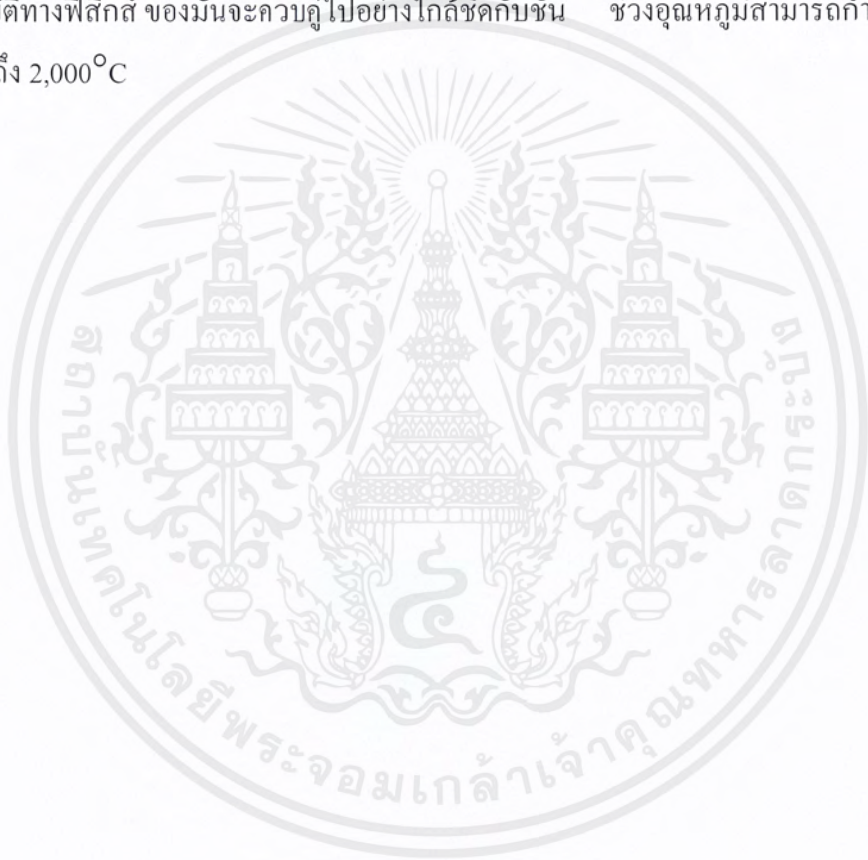 ติทางฟิสิกส์ ของมันจะควบคู่ไปอย่างใกล้ชิดกับชั้น ช่วงอุณหภูมิสามารถกำ
ถึง 2,000°C
สถาบันเทคโนโลยีพระจอมเกล้าเจ้าคุณทหารลาดกระบัง